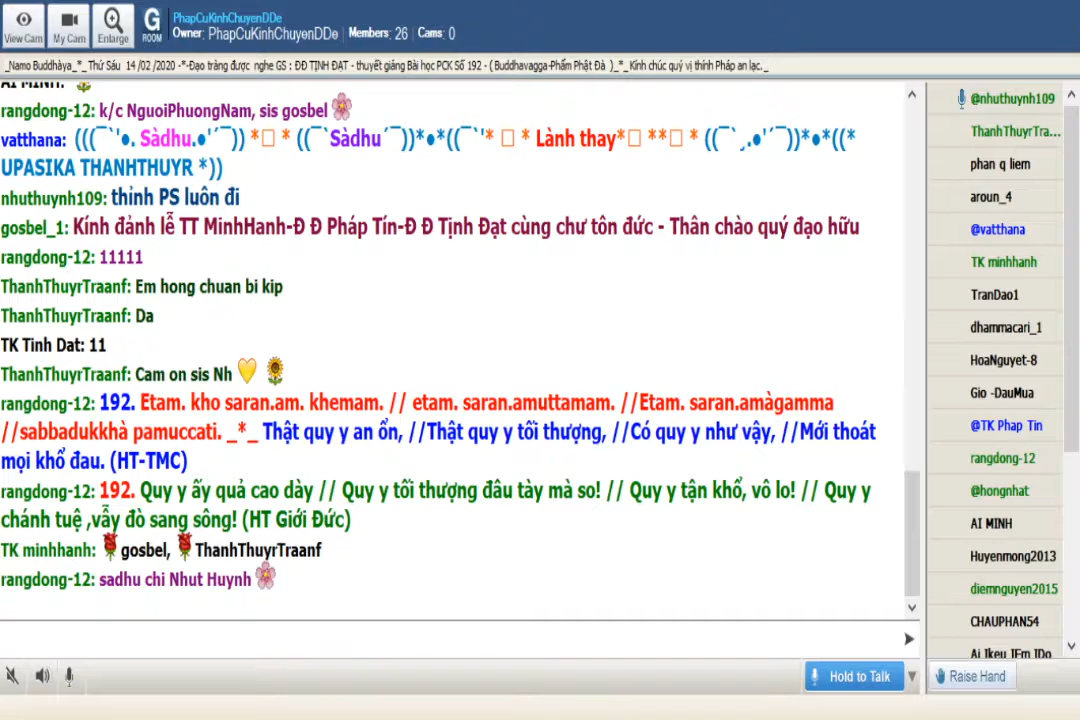 View Cam
My Cam
Enlarge
G
ROOM
PhapCuKinhChuyenDDe
Owner: PhapCuKinhChuyenDDe | Members: 26 | Cams: 0
_Namo Buddhàya_*_ Thứ Sáu 14 /02 /2020 -*-Đạo tràng được nghe GS : ĐĐ TỊNH ĐẠT - thuyết giảng Bài học PCK Số 192 - ( Buddhavagga-Phẩm Phật Đà )_*_ Kính chúc quý vị thính Pháp an lạc._
AI MINH:
rangdong-12: k/c NguoiPhuongNam, sis gosbel
vatthana: (((¯`'•. Sàdhu.•'´¯)) *□ * ((¯`Sàdhu´¯))*•*((¯`'* □ * Lành thay*□ **□ * ((¯`¸.•'´¯))*•*((*
UPASIKA THANHTHUYR *))
nhuthuynh109: thỉnh PS luôn đi
gosbel_1: Kính đảnh lễ TT MinhHanh-Đ Đ Pháp Tín-Đ Đ Tịnh Đạt cùng chư tôn đức - Thân chào quý đạo hữu
rangdong-12: 11111
ThanhThuyrTraanf: Em hong chuan bi kip
ThanhThuyrTraanf: Da
TK Tinh Dat: 11
ThanhThuyrTraanf: Cam on sis Nh
rangdong-12: 192. Etam. kho saran.am. khemam. // etam. saran.amuttamam. //Etam. saran.amàgamma
//sabbadukkhà pamuccati. _*_ Thật quy y an ổn, //Thật quy y tối thượng, //Có quy y như vậy, //Mới thoát
mọi khổ đau. (HT-TMC)
rangdong-12: 192. Quy y ấy quả cao dày // Quy y tối thượng đâu tày mà so! // Quy y tận khổ, vô lo! // Quy y
chánh tuệ ,vẫy đò sang sông! (HT Giới Đức)
TK minhhanh: gosbel, ThanhThuyrTraanf
rangdong-12: sadhu chi Nhut Huynh
@nhuthuynh109
ThanhThuyrTra...
phan q liem
aroun_4
@vatthana
TK minhhanh
TranDao1
dhammacari_1
HoaNguyet-8
Gio -DauMua
@TK Phap Tin
rangdong-12
@hongnhat
AI MINH
Huyenmong2013
diemnguyen2015
CHAUPHAN54
Ai Ikeu IEm IDo
Hold to Talk
Raise Hand